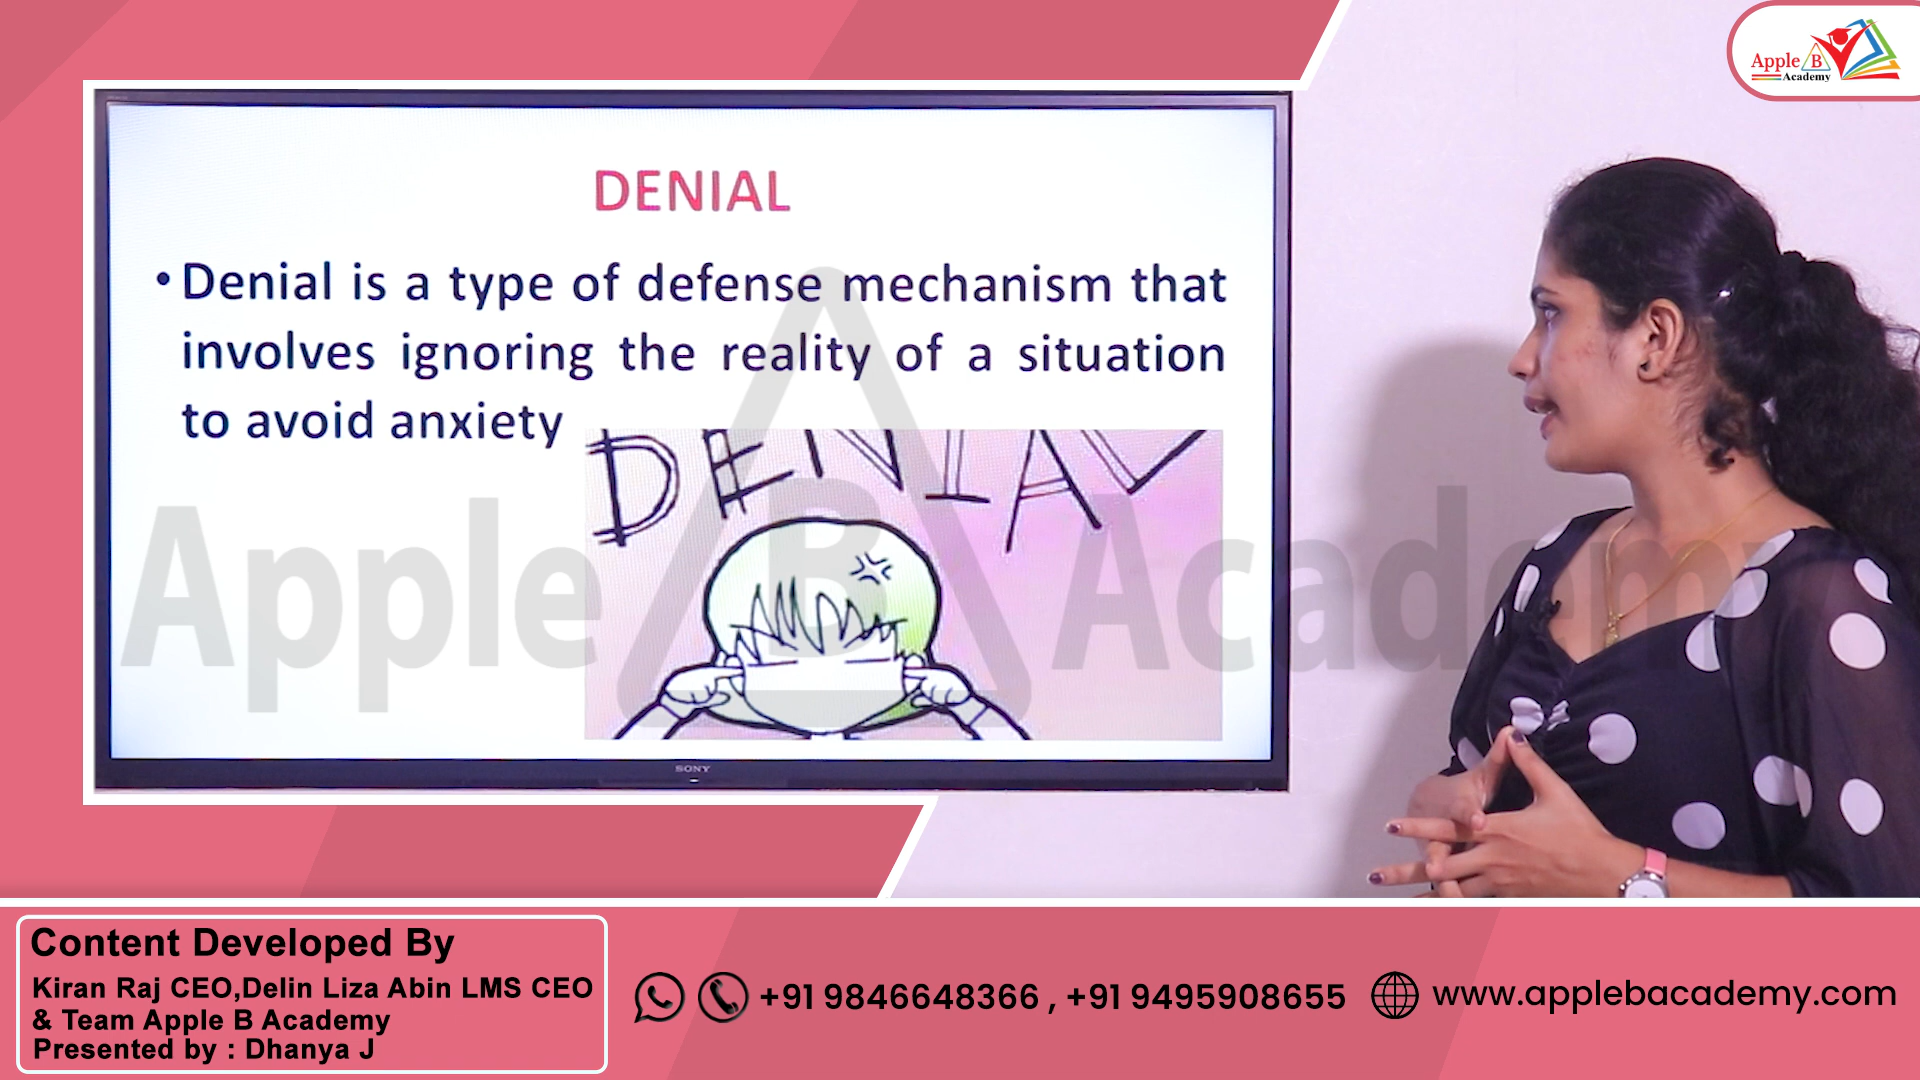 Apple B
Academy
DENIAL
• Denial is a type of defense mechanism that
involves ignoring the reality of a situation
to avoid anxiety
DENIAL
Apple B Academy
SONY
Content Developed By
Kiran Raj CEO,Delin Liza Abin LMS CEO
& Team Apple B Academy
Presented by : Dhanya J
+91 9846648366 , +91 9495908655
www.applebacademy.com